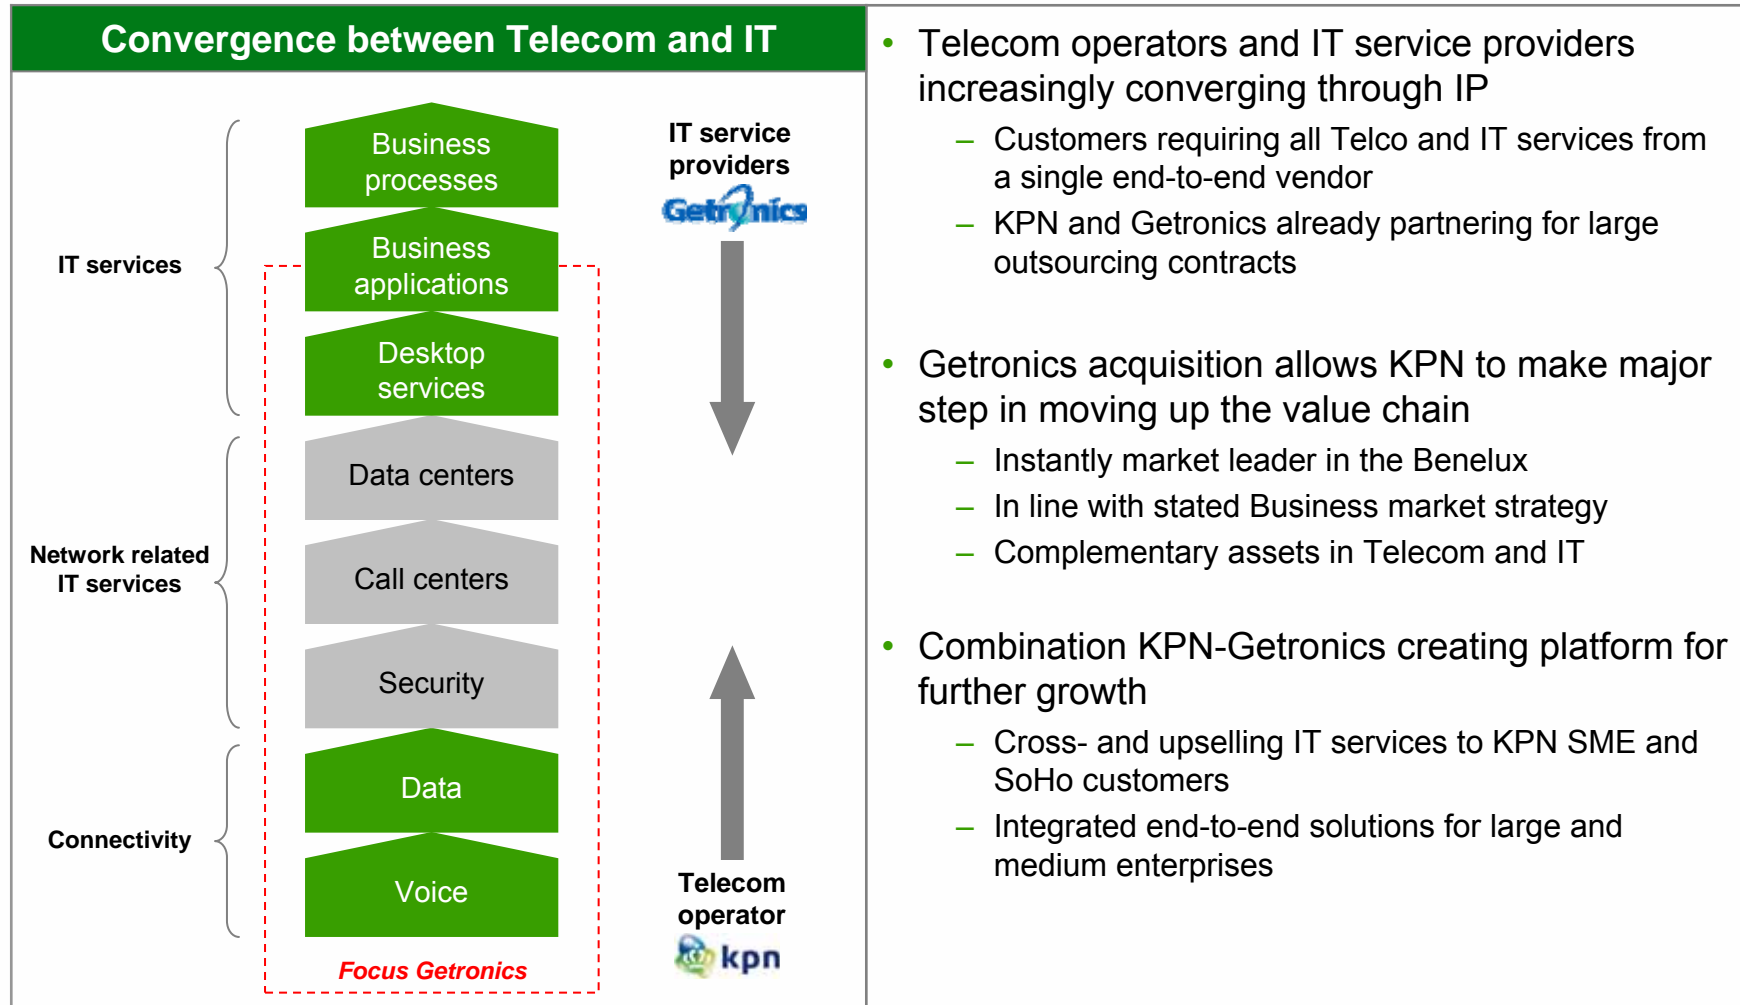 Convergence between Telecom and IT
Business
processes
Business
applications
Desktop
services
Data centers
Call centers
Security
Data
Voice
IT services
Network related
IT services
Connectivity
Focus Getronics
IT service
providers
Getronics
Telecom
operator
kpn
• Telecom operators and IT service providers
increasingly converging through IP
– Customers requiring all Telco and IT services from
a single end-to-end vendor
– KPN and Getronics already partnering for large
outsourcing contracts
• Getronics acquisition allows KPN to make major
step in moving up the value chain
– Instantly market leader in the Benelux
– In line with stated Business market strategy
– Complementary assets in Telecom and IT
• Combination KPN-Getronics creating platform for
further growth
– Cross- and upselling IT services to KPN SME and
SoHo customers
– Integrated end-to-end solutions for large and
medium enterprises